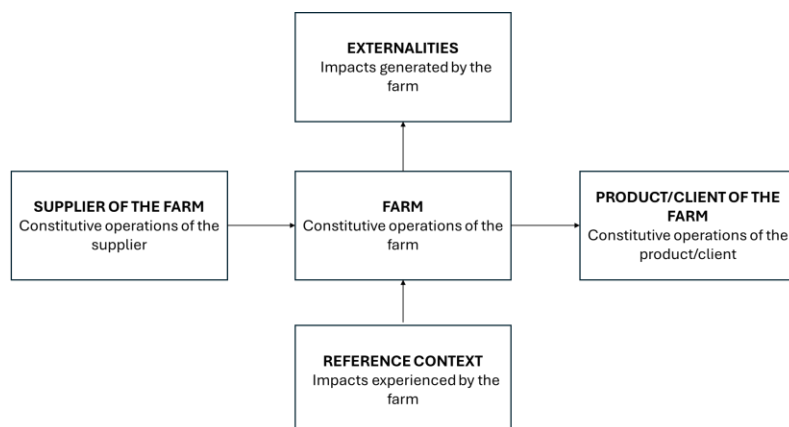 EXTERNALITIES
Impacts generated by the
farm
SUPPLIER OF THE FARM
Constitutive operations of the
supplier
FARM
Constitutive operations of the
farm
PRODUCT/CLIENT OF THE
FARM
Constitutive operations of the
product/client
REFERENCE CONTEXT
Impacts experienced by the
farm